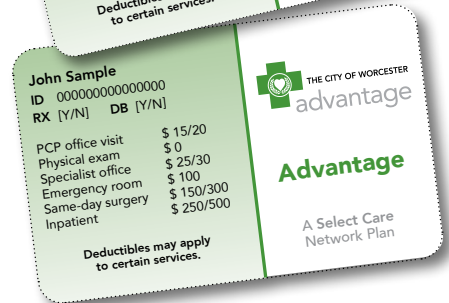 Deductibles
to certain services.
John Sample
ID 000000000000000
RX [Y/N] DB [Y/N]
PCP office visit $ 15/20
Physical exam $ 0
Specialist office $ 25/30
Emergency room $ 100
Same-day surgery $ 150/300
Inpatient $ 250/500
Deductibles may apply
to certain services.
THE CITY OF WORCESTER
advantage
Advantage
A Select Care
Network Plan